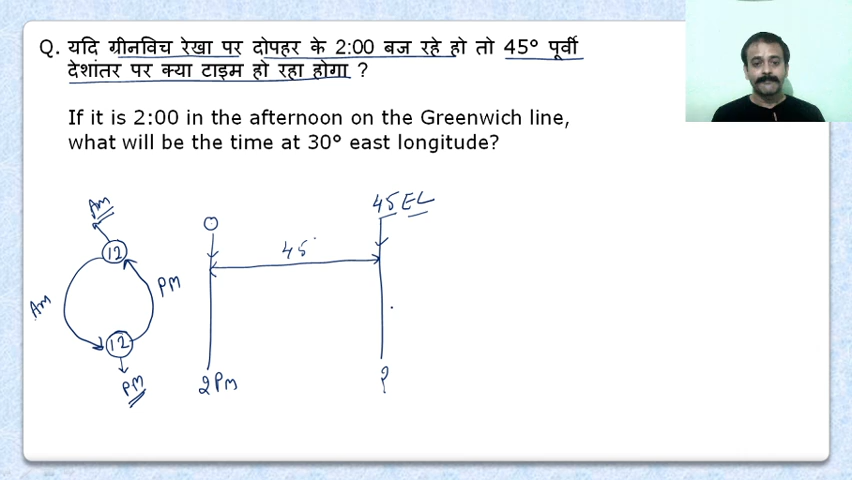 Q. यदि ग्रीनविच रेखा पर दोपहर के 2:00 बज रहे हो तो 45° पूर्वी
देशांतर पर क्या टाइम हो रहा होगा ?
If it is 2:00 in the afternoon on the Greenwich line,
what will be the time at 30° east longitude?
AM
12
AM
PM
12
PM
0
45 EL
45°
2 PM
?